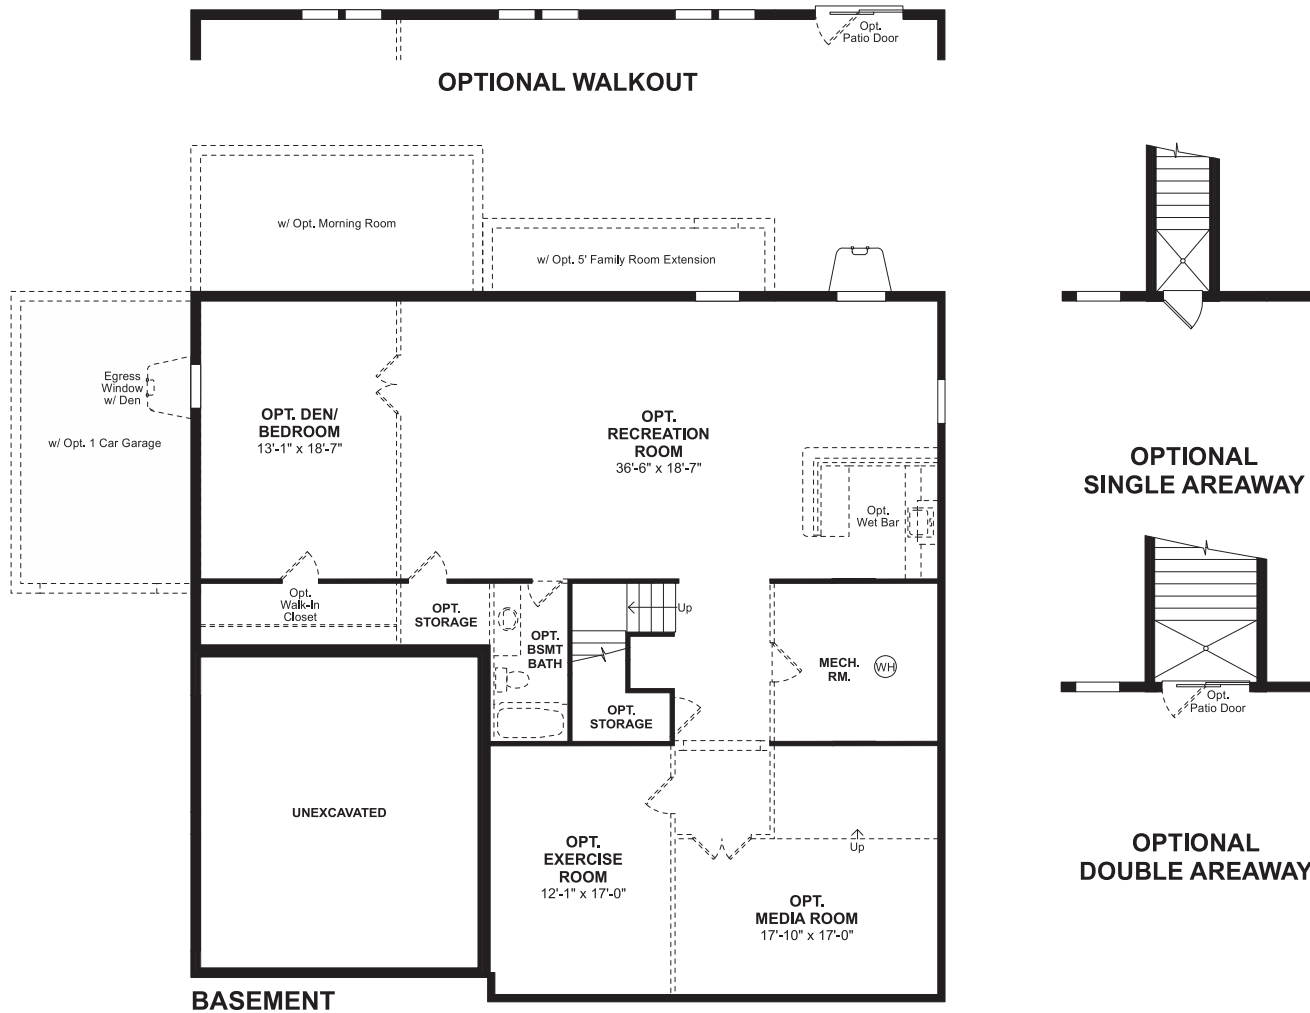 Opt.
Patio Door
OPTIONAL WALKOUT
w/ Opt. Morning Room
w/ Opt. 5' Family Room Extension
Egress
Window
w/ Den
w/ Opt. 1 Car Garage
OPT. DEN/
BEDROOM
13'-1" x 18'-7"
OPT.
RECREATION
ROOM
36'-6" x 18'-7"
Opt.
Wet Bar
OPTIONAL
SINGLE AREAWAY
Opt.
Walk-In
Closet
OPT.
STORAGE
OPT.
BSMT
BATH
Up
OPT.
STORAGE
MECH.
RM.
WH
Opt.
Patio Door
UNEXCAVATED
OPT.
EXERCISE
ROOM
12'-1" x 17'-0"
Up
OPT.
MEDIA ROOM
17'-10" x 17'-0"
OPTIONAL
DOUBLE AREAWAY
BASEMENT